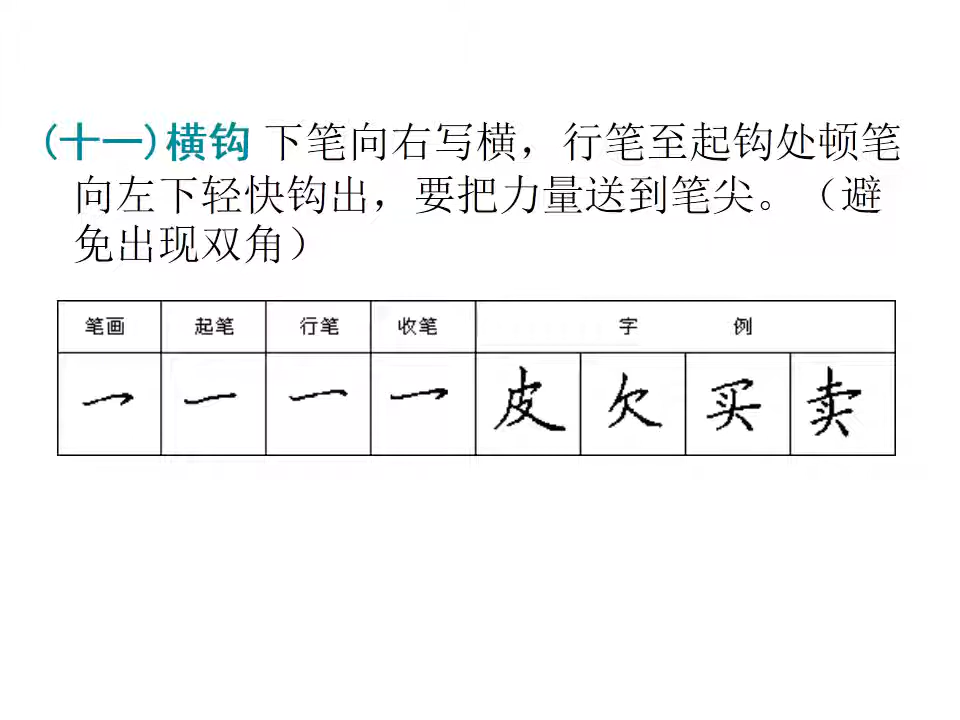 (十一)横钩 下笔向右写横，行笔至起钩处顿笔
向左下轻快钩出，要把力量送到笔尖。（避
免出现双角）
笔画 起笔 行笔 收笔 字 例
皮 欠 买 卖